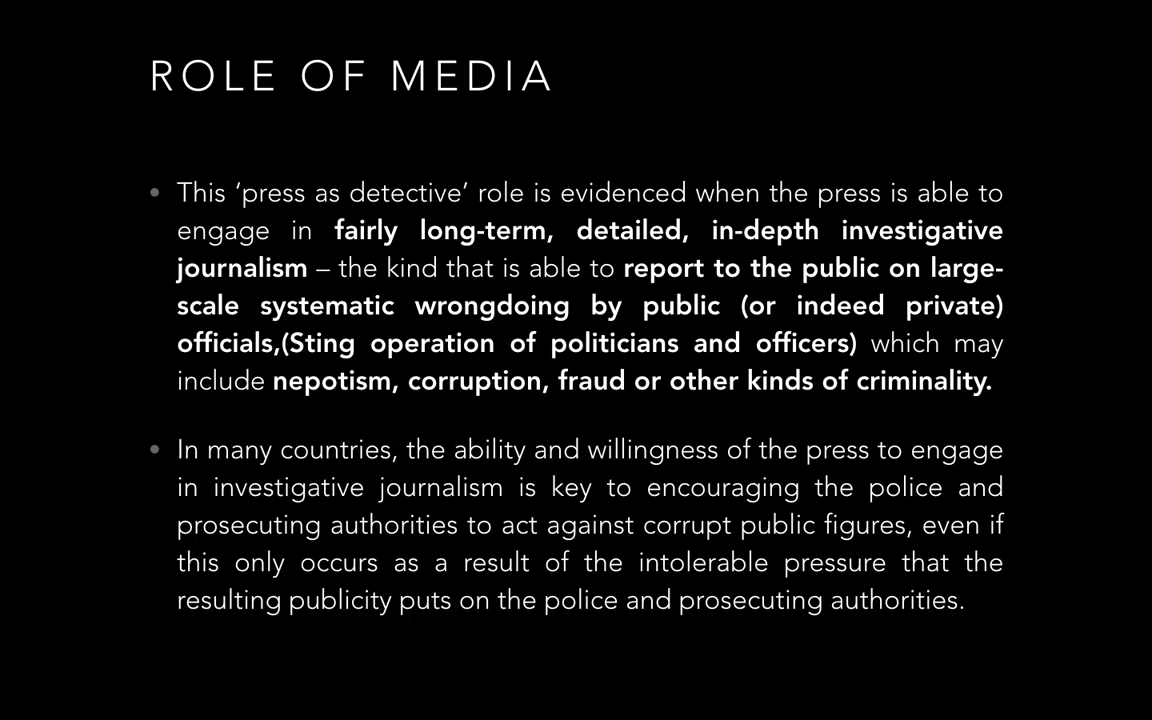 ROLE OF MEDIA
• This ‘press as detective’ role is evidenced when the press is able to
engage in fairly long-term, detailed, in-depth investigative
journalism – the kind that is able to report to the public on large-
scale systematic wrongdoing by public (or indeed private)
officials,(Sting operation of politicians and officers) which may
include nepotism, corruption, fraud or other kinds of criminality.
• In many countries, the ability and willingness of the press to engage
in investigative journalism is key to encouraging the police and
prosecuting authorities to act against corrupt public figures, even if
this only occurs as a result of the intolerable pressure that the
resulting publicity puts on the police and prosecuting authorities.